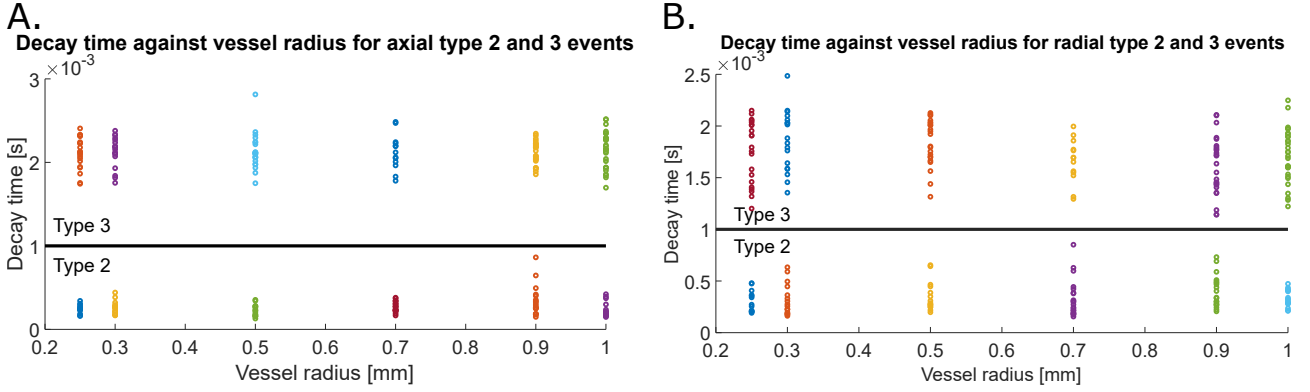 A.
Decay time against vessel radius for axial type 2 and 3 events
×10⁻³
3
2
1
0
Decay time [s]
Type 3
Type 2
0.2 0.3 0.4 0.5 0.6 0.7 0.8 0.9 1
Vessel radius [mm]
B.
Decay time against vessel radius for radial type 2 and 3 events
×10⁻³
2.5
2
1.5
1
0.5
0
Decay time [s]
Type 3
Type 2
0.2 0.3 0.4 0.5 0.6 0.7 0.8 0.9 1
Vessel radius [mm]